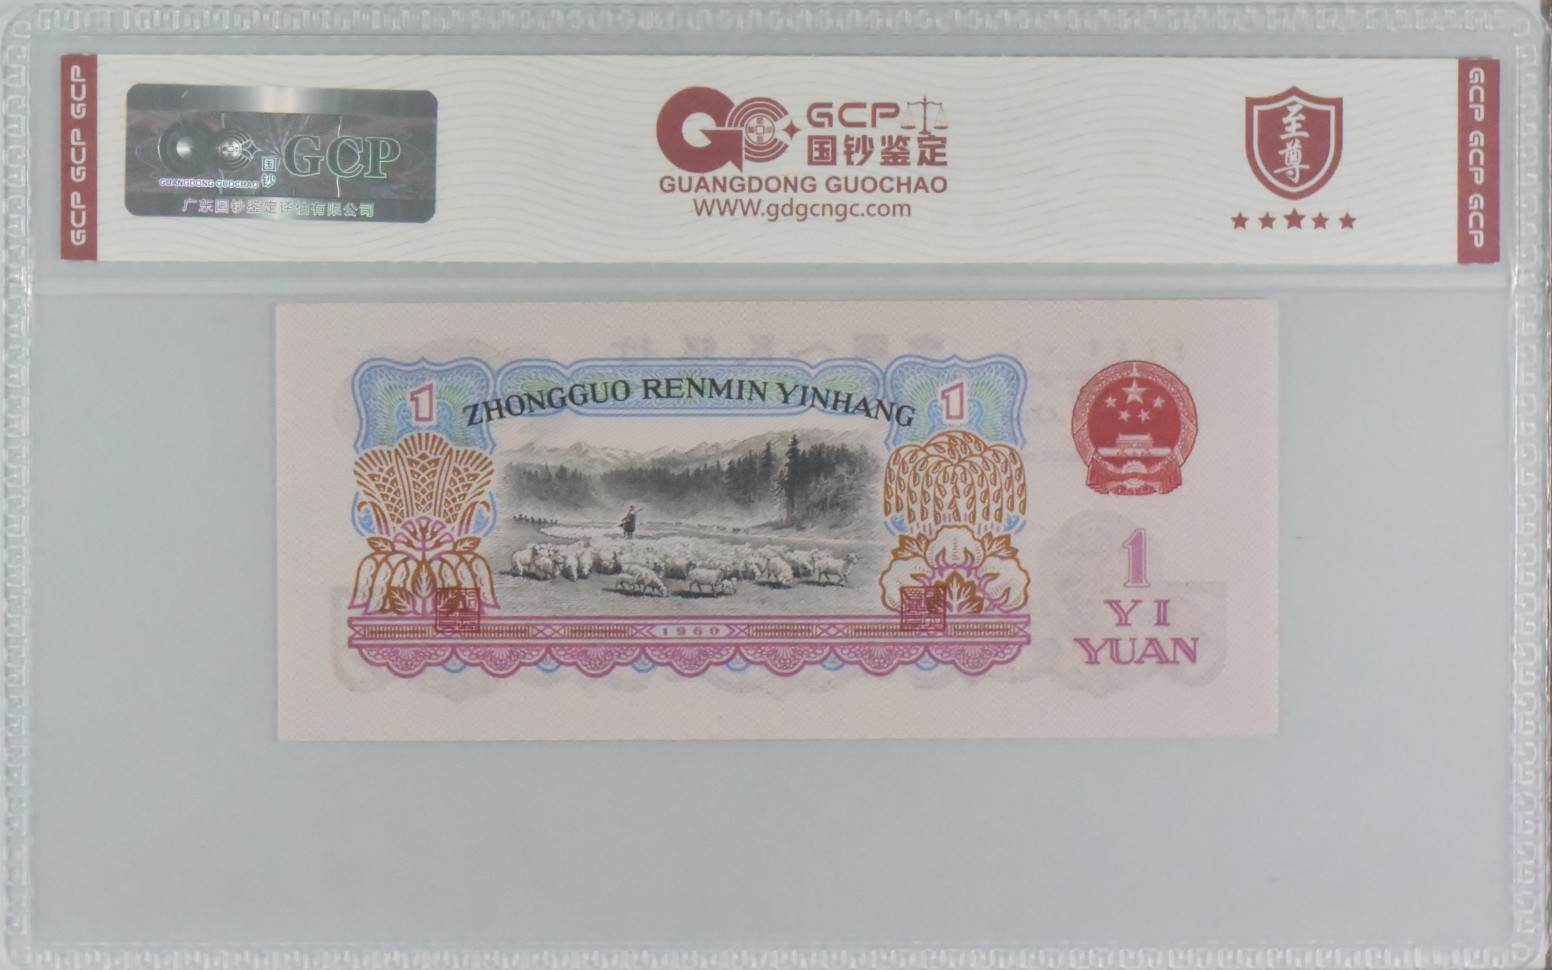 GCP GCP GCP
GCP
国钞
GUANGDONG GUOCHAO
广东国钞鉴定评估有限公司
GCP
国钞鉴定
GUANGDONG GUOCHAO
WWW.gdgcngc.com
至尊
GCP GCP GCP
1
ZHONGGUO RENMIN YINHANG
1
1960
1
YI
YUAN